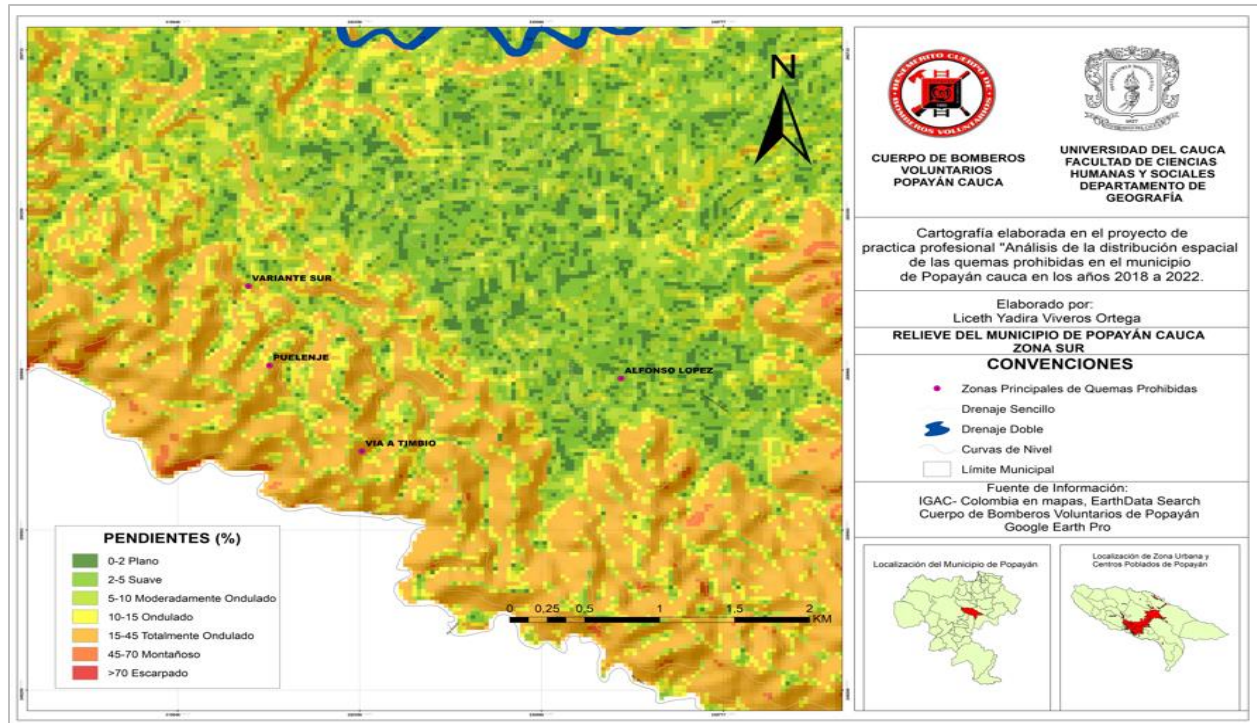 N
VARIANTE SUR
PUELENJE
ALFONSO LOPEZ
VIA A TIMBIO
0 0,25 0,5 1 1,5 2
KM
PENDIENTES (%)
0-2 Plano
2-5 Suave
5-10 Moderadamente Ondulado
10-15 Ondulado
15-45 Totalmente Ondulado
45-70 Montañoso
>70 Escarpado
BENEMERITO CUERPO DE
BOMBEROS VOLUNTARIOS
CUERPO DE BOMBEROS
VOLUNTARIOS
POPAYÁN CAUCA
UNIVERSIDAD DEL CAUCA
FACULTAD DE CIENCIAS
HUMANAS Y SOCIALES
DEPARTAMENTO DE
GEOGRAFÍA
Cartografía elaborada en el proyecto de
practica profesional "Análisis de la distribución espacial
de las quemas prohibidas en el municipio
de Popayán cauca en los años 2018 a 2022.
Elaborado por:
Liceth Yadira Viveros Ortega
RELIEVE DEL MUNICIPIO DE POPAYÁN CAUCA
ZONA SUR
CONVENCIONES
Zonas Principales de Quemas Prohibidas
Drenaje Sencillo
Drenaje Doble
Curvas de Nivel
Límite Municipal
Fuente de Información:
IGAC- Colombia en mapas, EarthData Search
Cuerpo de Bomberos Voluntarios de Popayán
Google Earth Pro
Localización del Municipio de Popayán
Localización de Zona Urbana y
Centros Poblados de Popayán